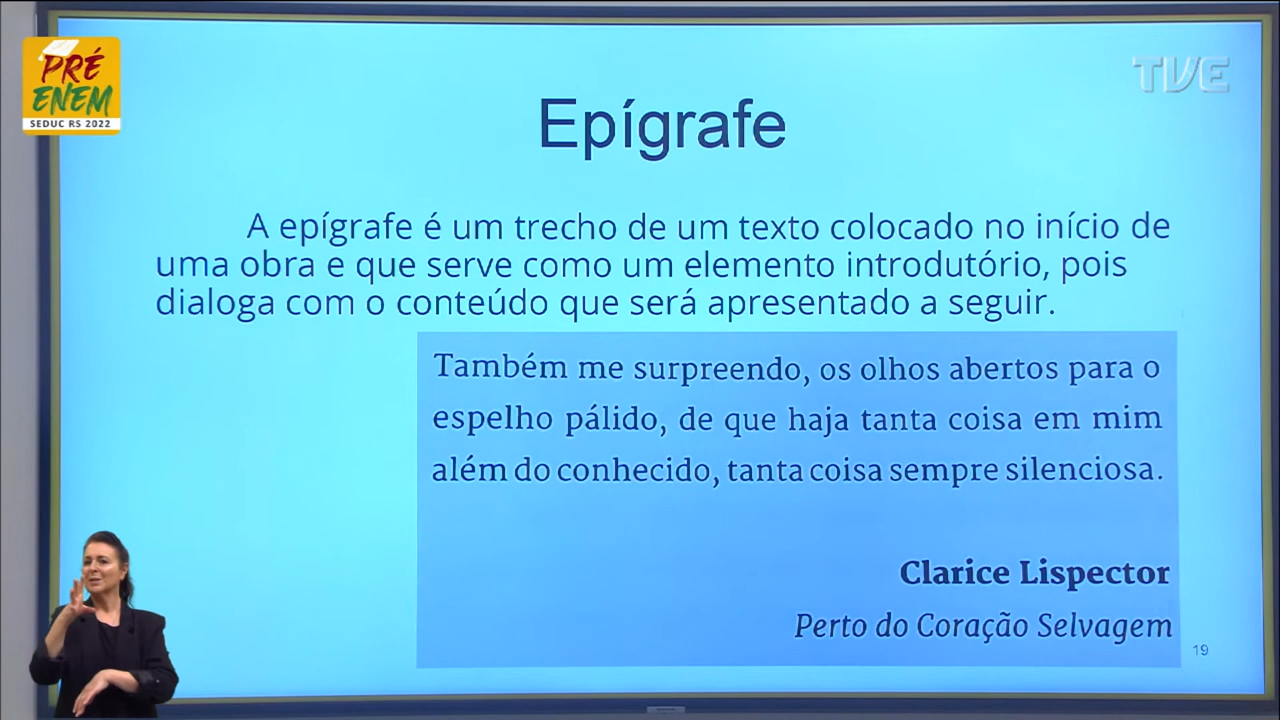 PRÉ
ENEM
SEDUC RS 2022
TVE
Epígrafe
A epígrafe é um trecho de um texto colocado no início de
uma obra e que serve como um elemento introdutório, pois
dialoga com o conteúdo que será apresentado a seguir.
Também me surpreendo, os olhos abertos para o
espelho pálido, de que haja tanta coisa em mim
além do conhecido, tanta coisa sempre silenciosa.
Clarice Lispector
Perto do Coração Selvagem
19